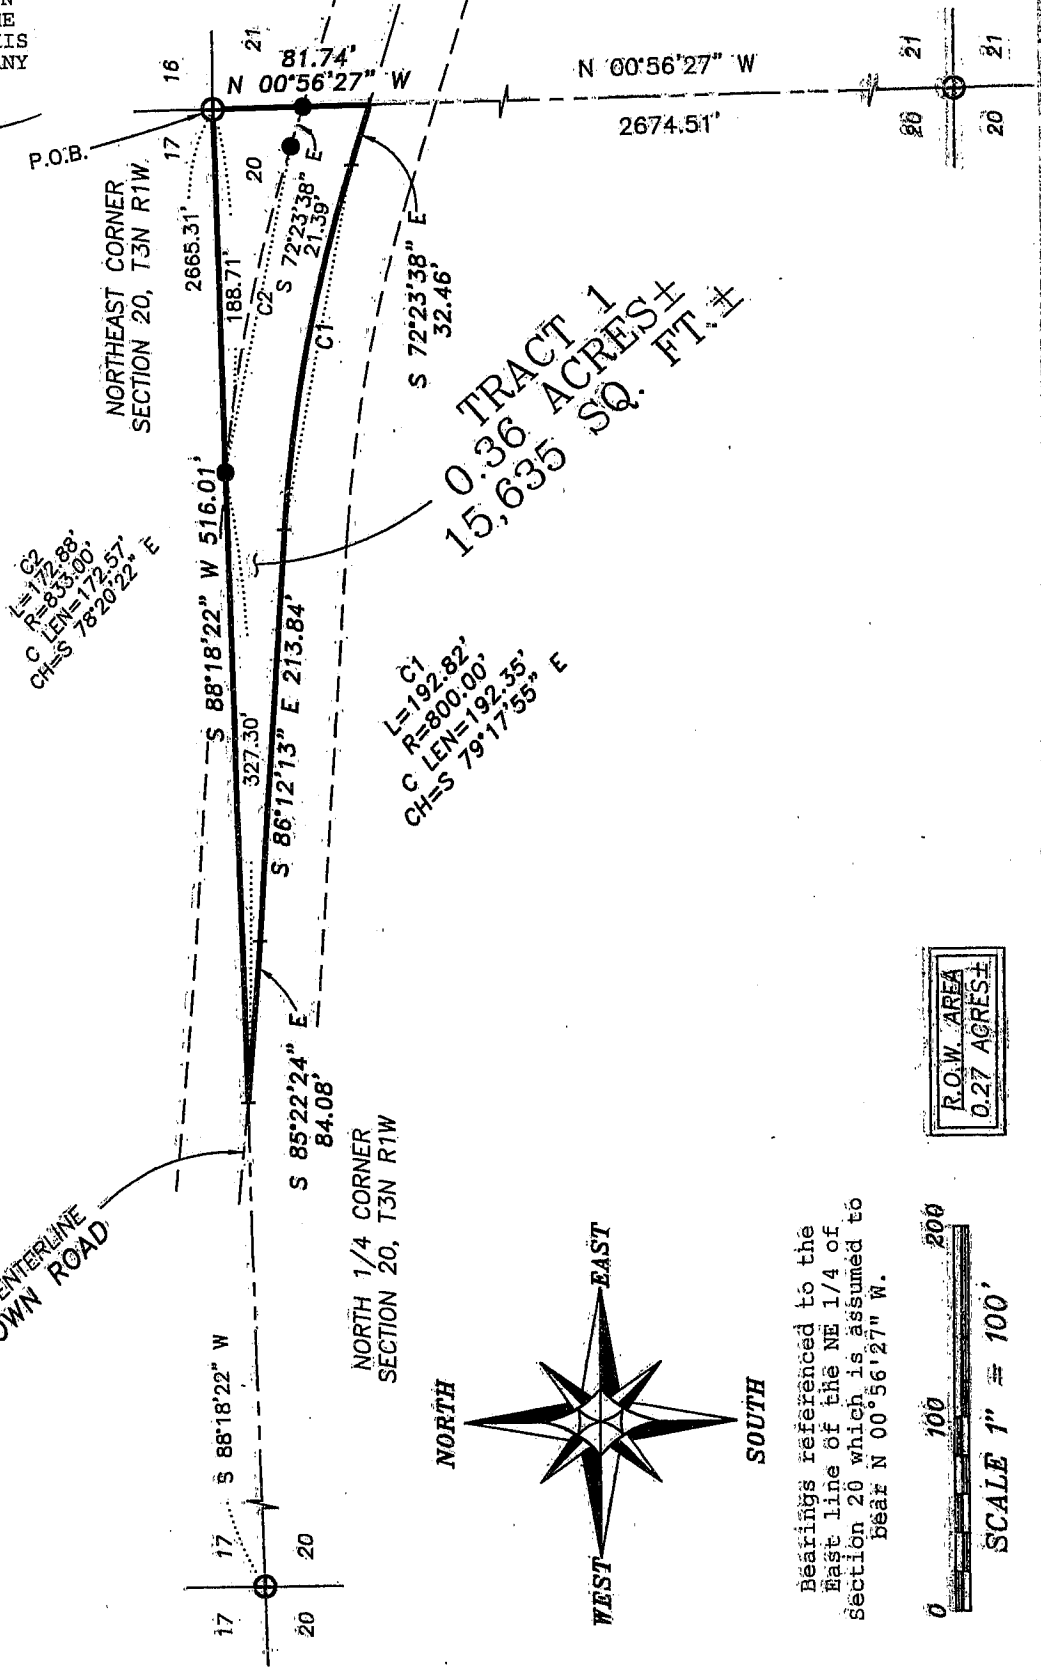 N
HE
IS
ANY
16
21
81.74'
N 00°56'27" W
N 00°56'27" W
2674.51'
21
21
20
20
P.O.B.
17
20
NORTHEAST CORNER
SECTION 20, T3N R1W
2665.31'
188.71'
C2
S 72°23'38" E
21.39'
C1
S 72°23'38" E
32.46'
TRACT 1
0.36 ACRES±
15,635 SQ. FT.±
C2
L=172.88'
R=833.00'
C LEN=172.57'
CH=S 78°20'22" E
S 88°18'22" W 516.01'
327.30'
S 86°12'13" E 213.84'
C1
L=192.82'
R=800.00'
C LEN=192.35'
CH=S 79°17'55" E
S 85°22'24" E
84.08'
ENTERLINE
OWN ROAD
NORTH 1/4 CORNER
SECTION 20, T3N R1W
S 88°18'22" W
17
20
17
20
NORTH
EAST
SOUTH
WEST
Bearings referenced to the
East line of the NE 1/4 of
Section 20 which is assumed to
bear N 00°56'27" W.
R.O.W. AREA
0.27 ACRES±
0 100 200
SCALE 1" = 100'